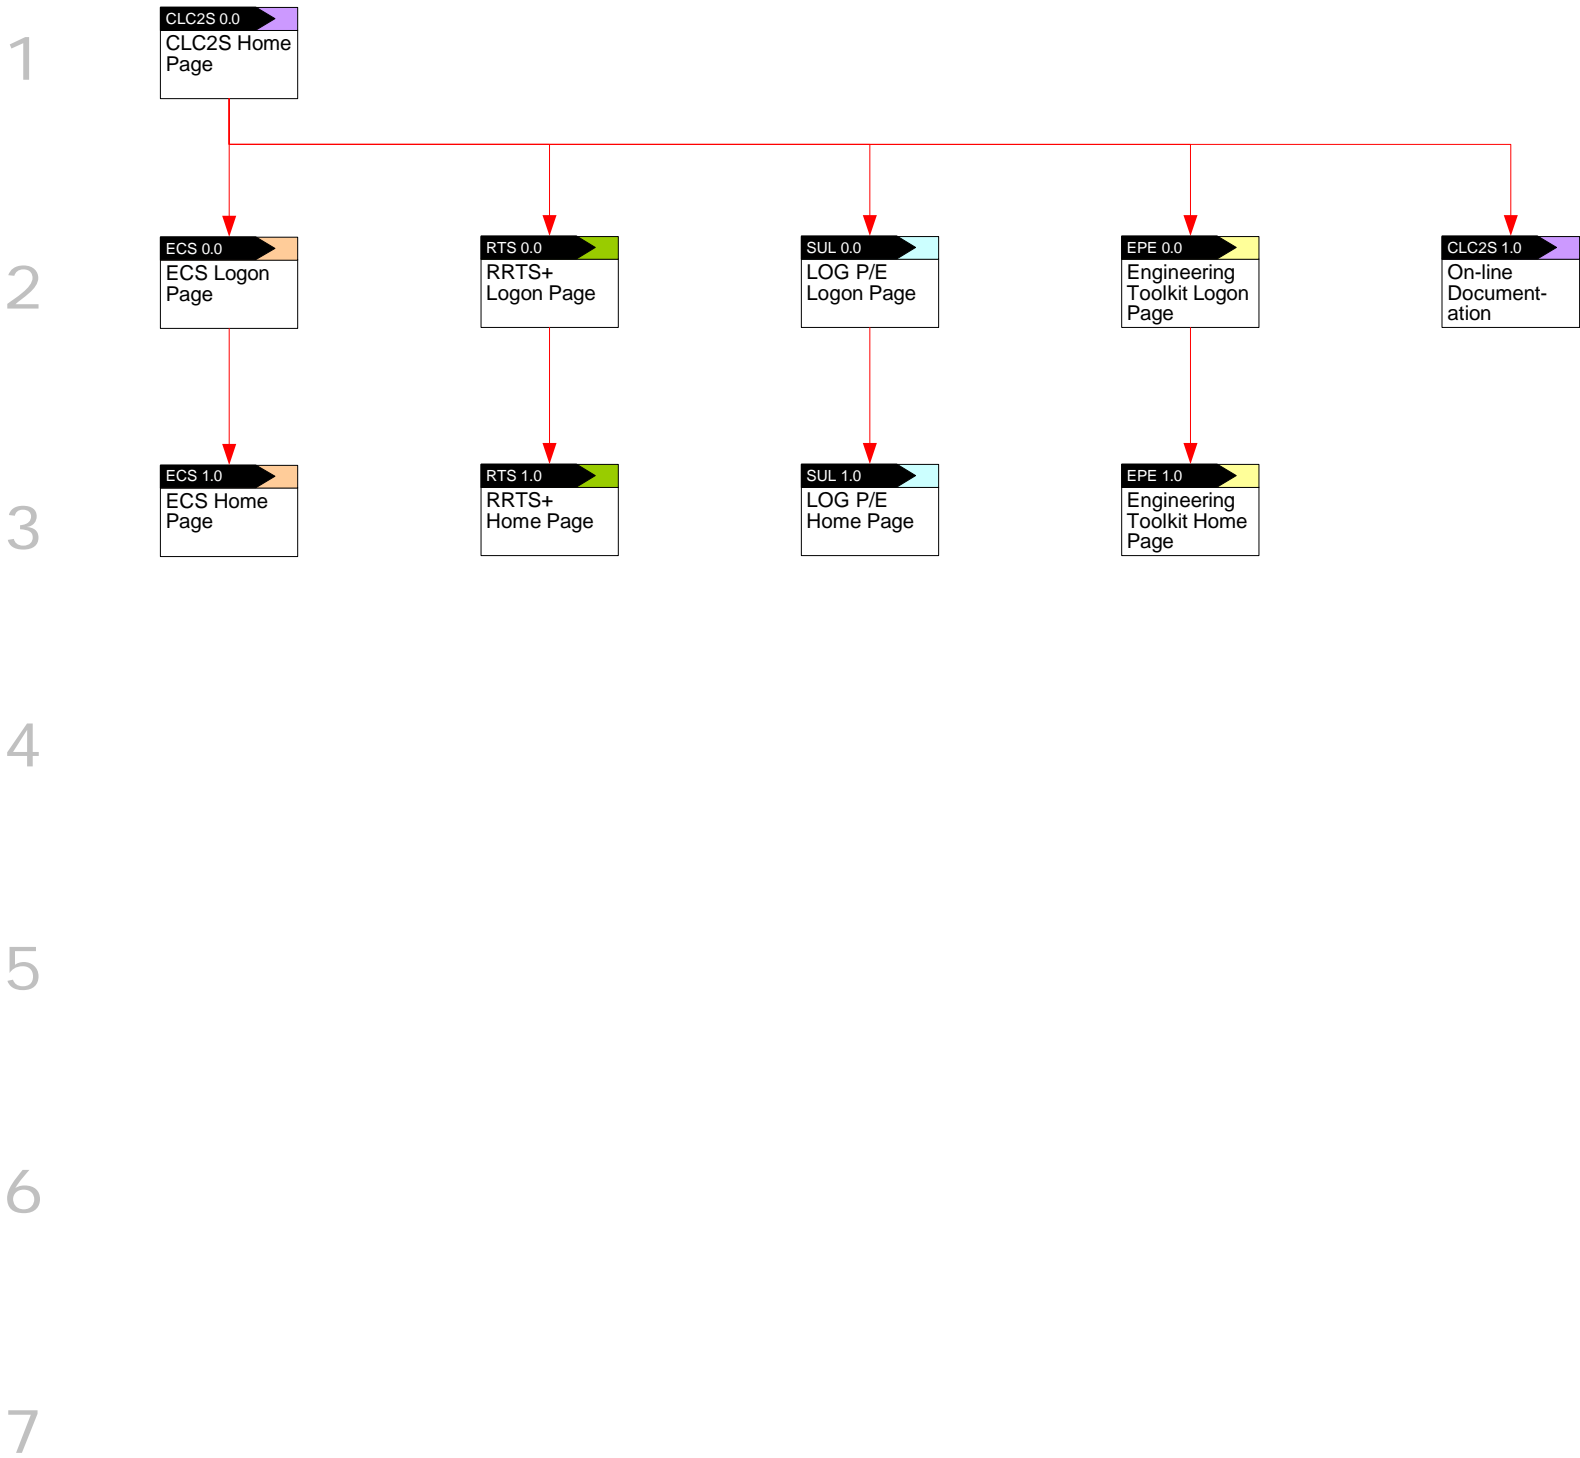 1
CLC2S 0.0
CLC2S Home
Page
2
ECS 0.0
ECS Logon
Page
RTS 0.0
RRTS+
Logon Page
SUL 0.0
LOG P/E
Logon Page
EPE 0.0
Engineering
Toolkit Logon
Page
CLC2S 1.0
On-line
Document-
ation
3
ECS 1.0
ECS Home
Page
RTS 1.0
RRTS+
Home Page
SUL 1.0
LOG P/E
Home Page
EPE 1.0
Engineering
Toolkit Home
Page
4
5
6
7